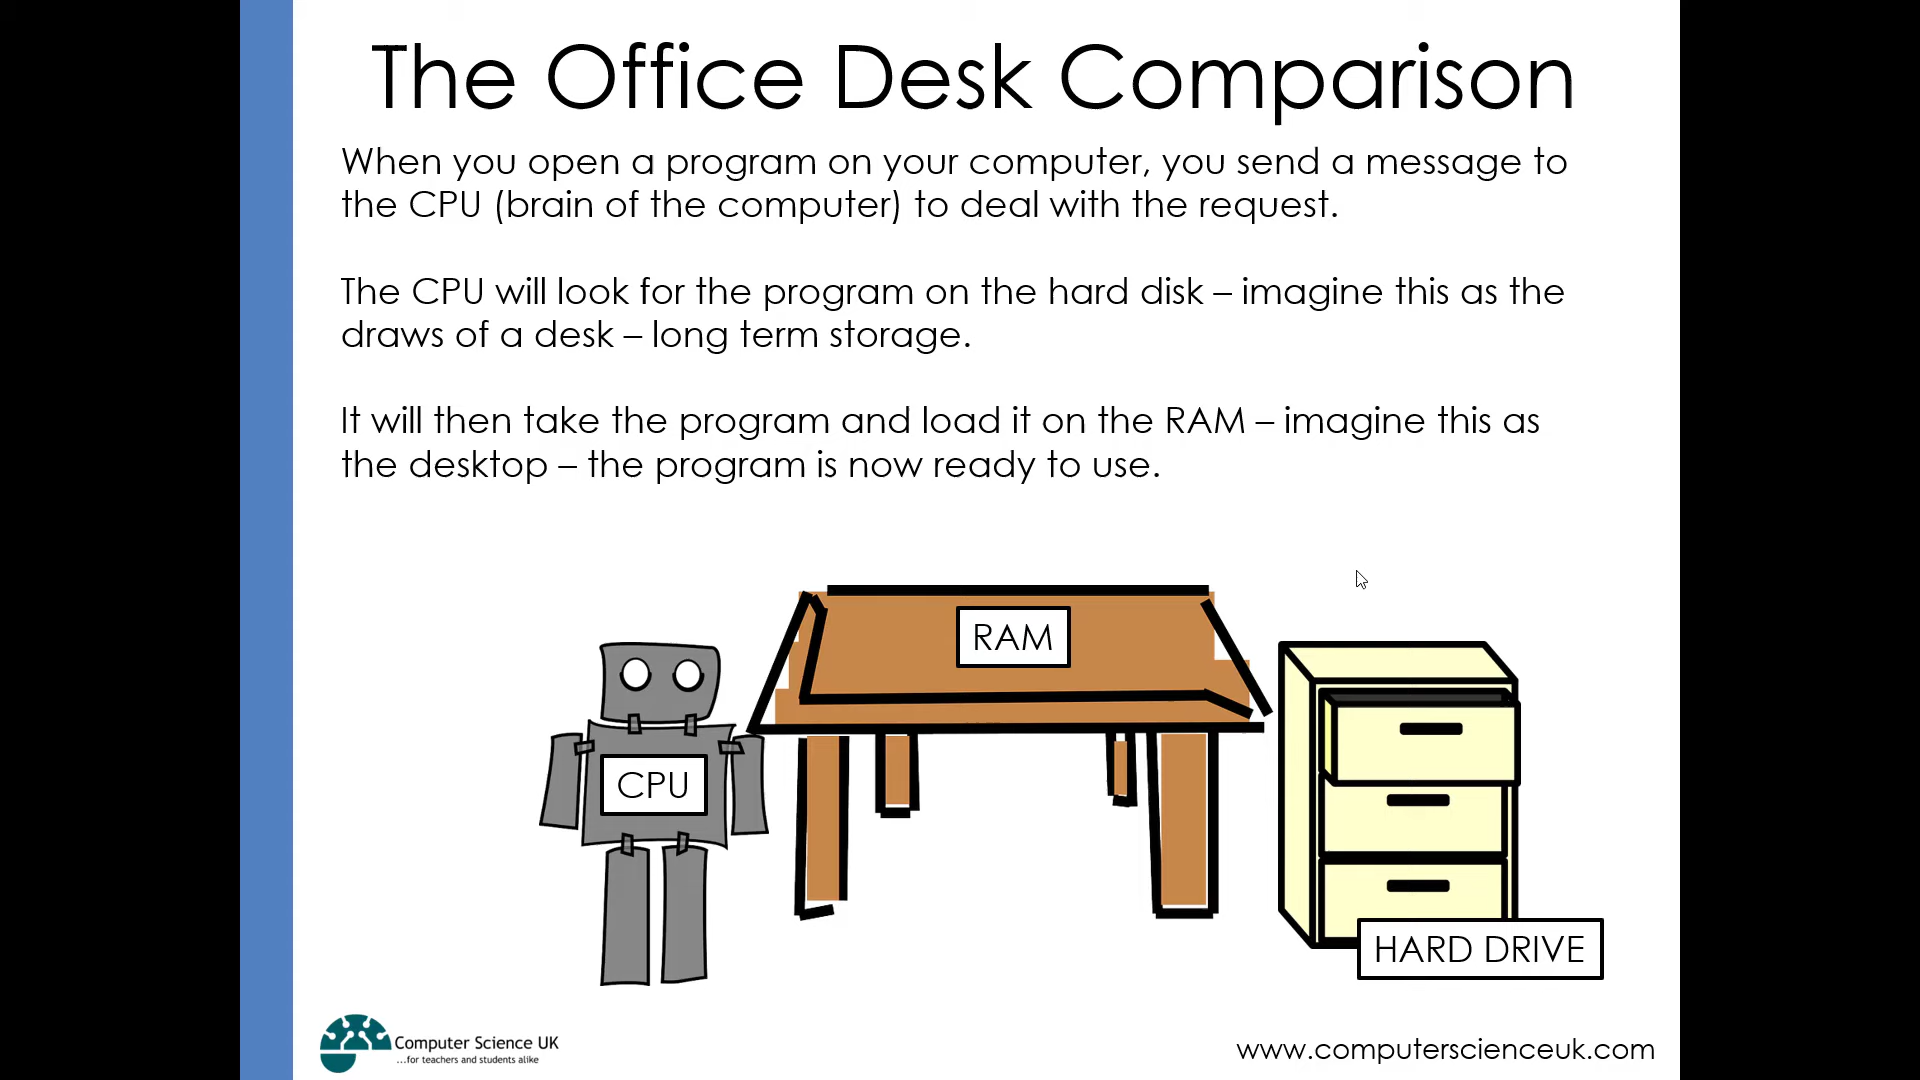 The Office Desk Comparison
When you open a program on your computer, you send a message to
the CPU (brain of the computer) to deal with the request.
The CPU will look for the program on the hard disk – imagine this as the
draws of a desk – long term storage.
It will then take the program and load it on the RAM – imagine this as
the desktop – the program is now ready to use.
RAM
CPU
HARD DRIVE
Computer Science UK
...for teachers and students alike
www.computerscienceuk.com